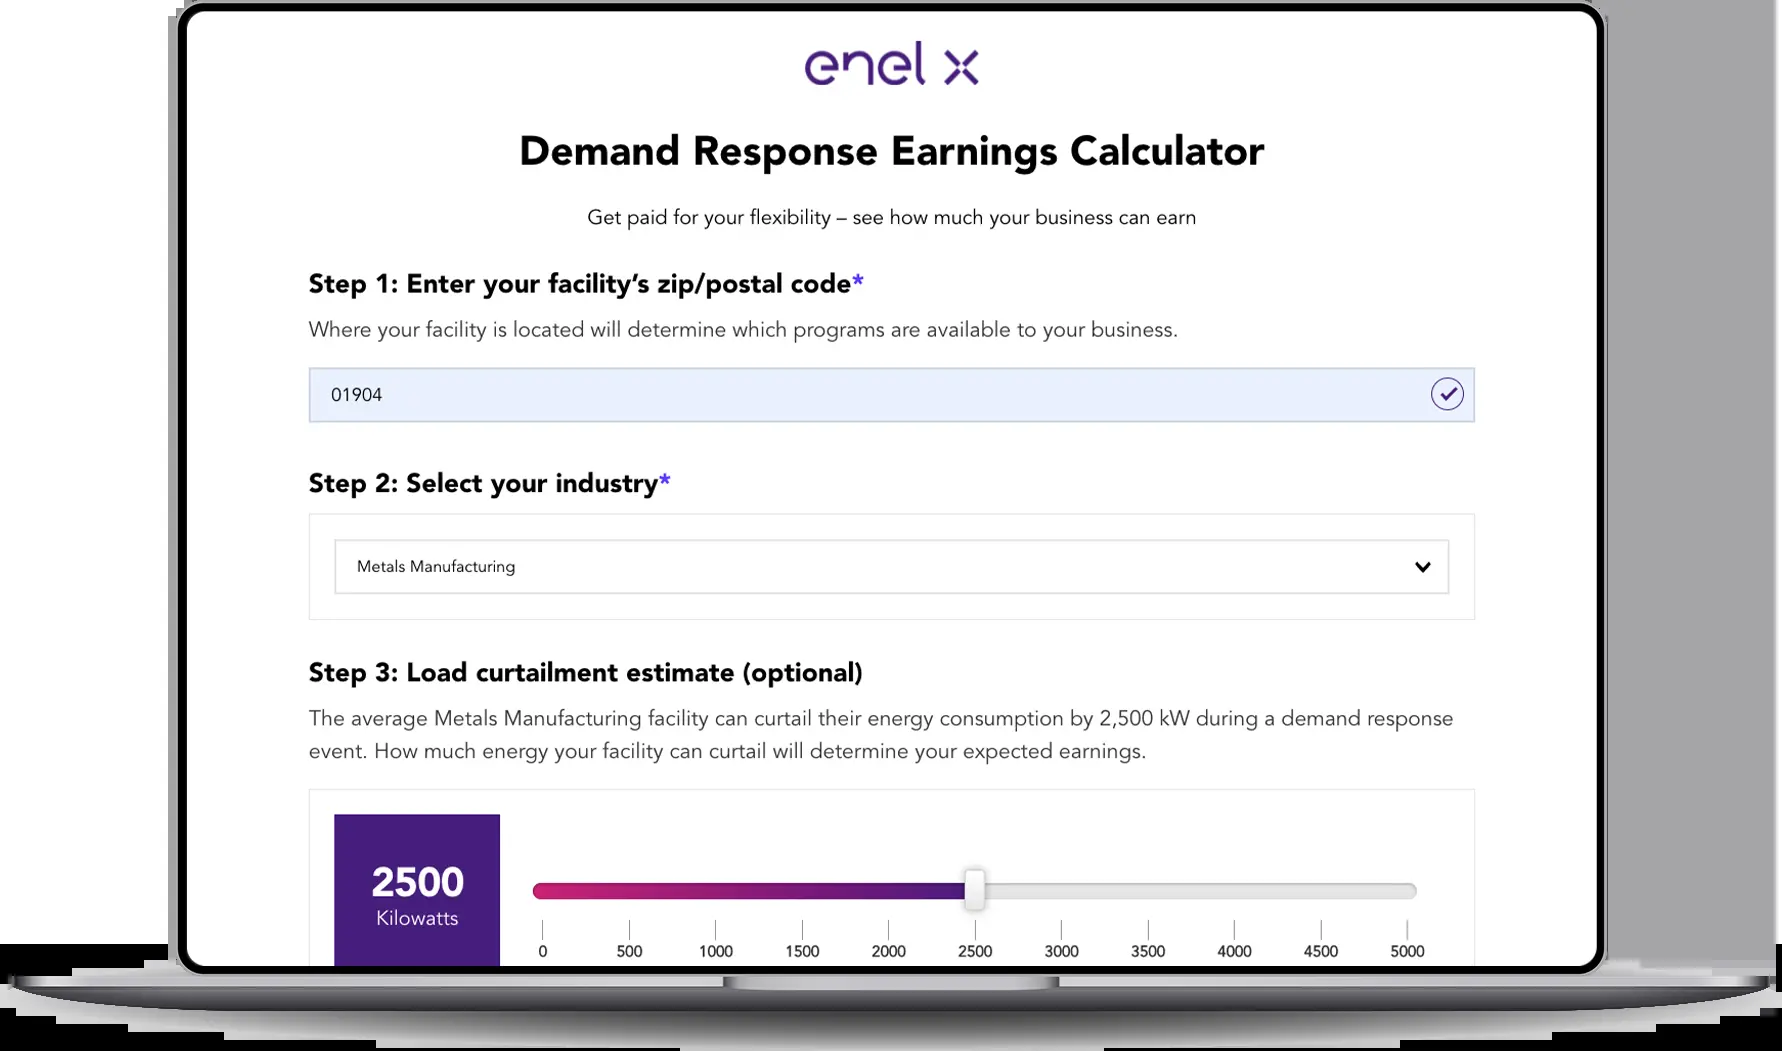 enel x
Demand Response Earnings Calculator
Get paid for your flexibility – see how much your business can earn
Step 1: Enter your facility’s zip/postal code*
Where your facility is located will determine which programs are available to your business.
01904
Step 2: Select your industry*
Metals Manufacturing
Step 3: Load curtailment estimate (optional)
The average Metals Manufacturing facility can curtail their energy consumption by 2,500 kW during a demand response
event. How much energy your facility can curtail will determine your expected earnings.
2500
Kilowatts
0 500 1000 1500 2000 2500 3000 3500 4000 4500 5000